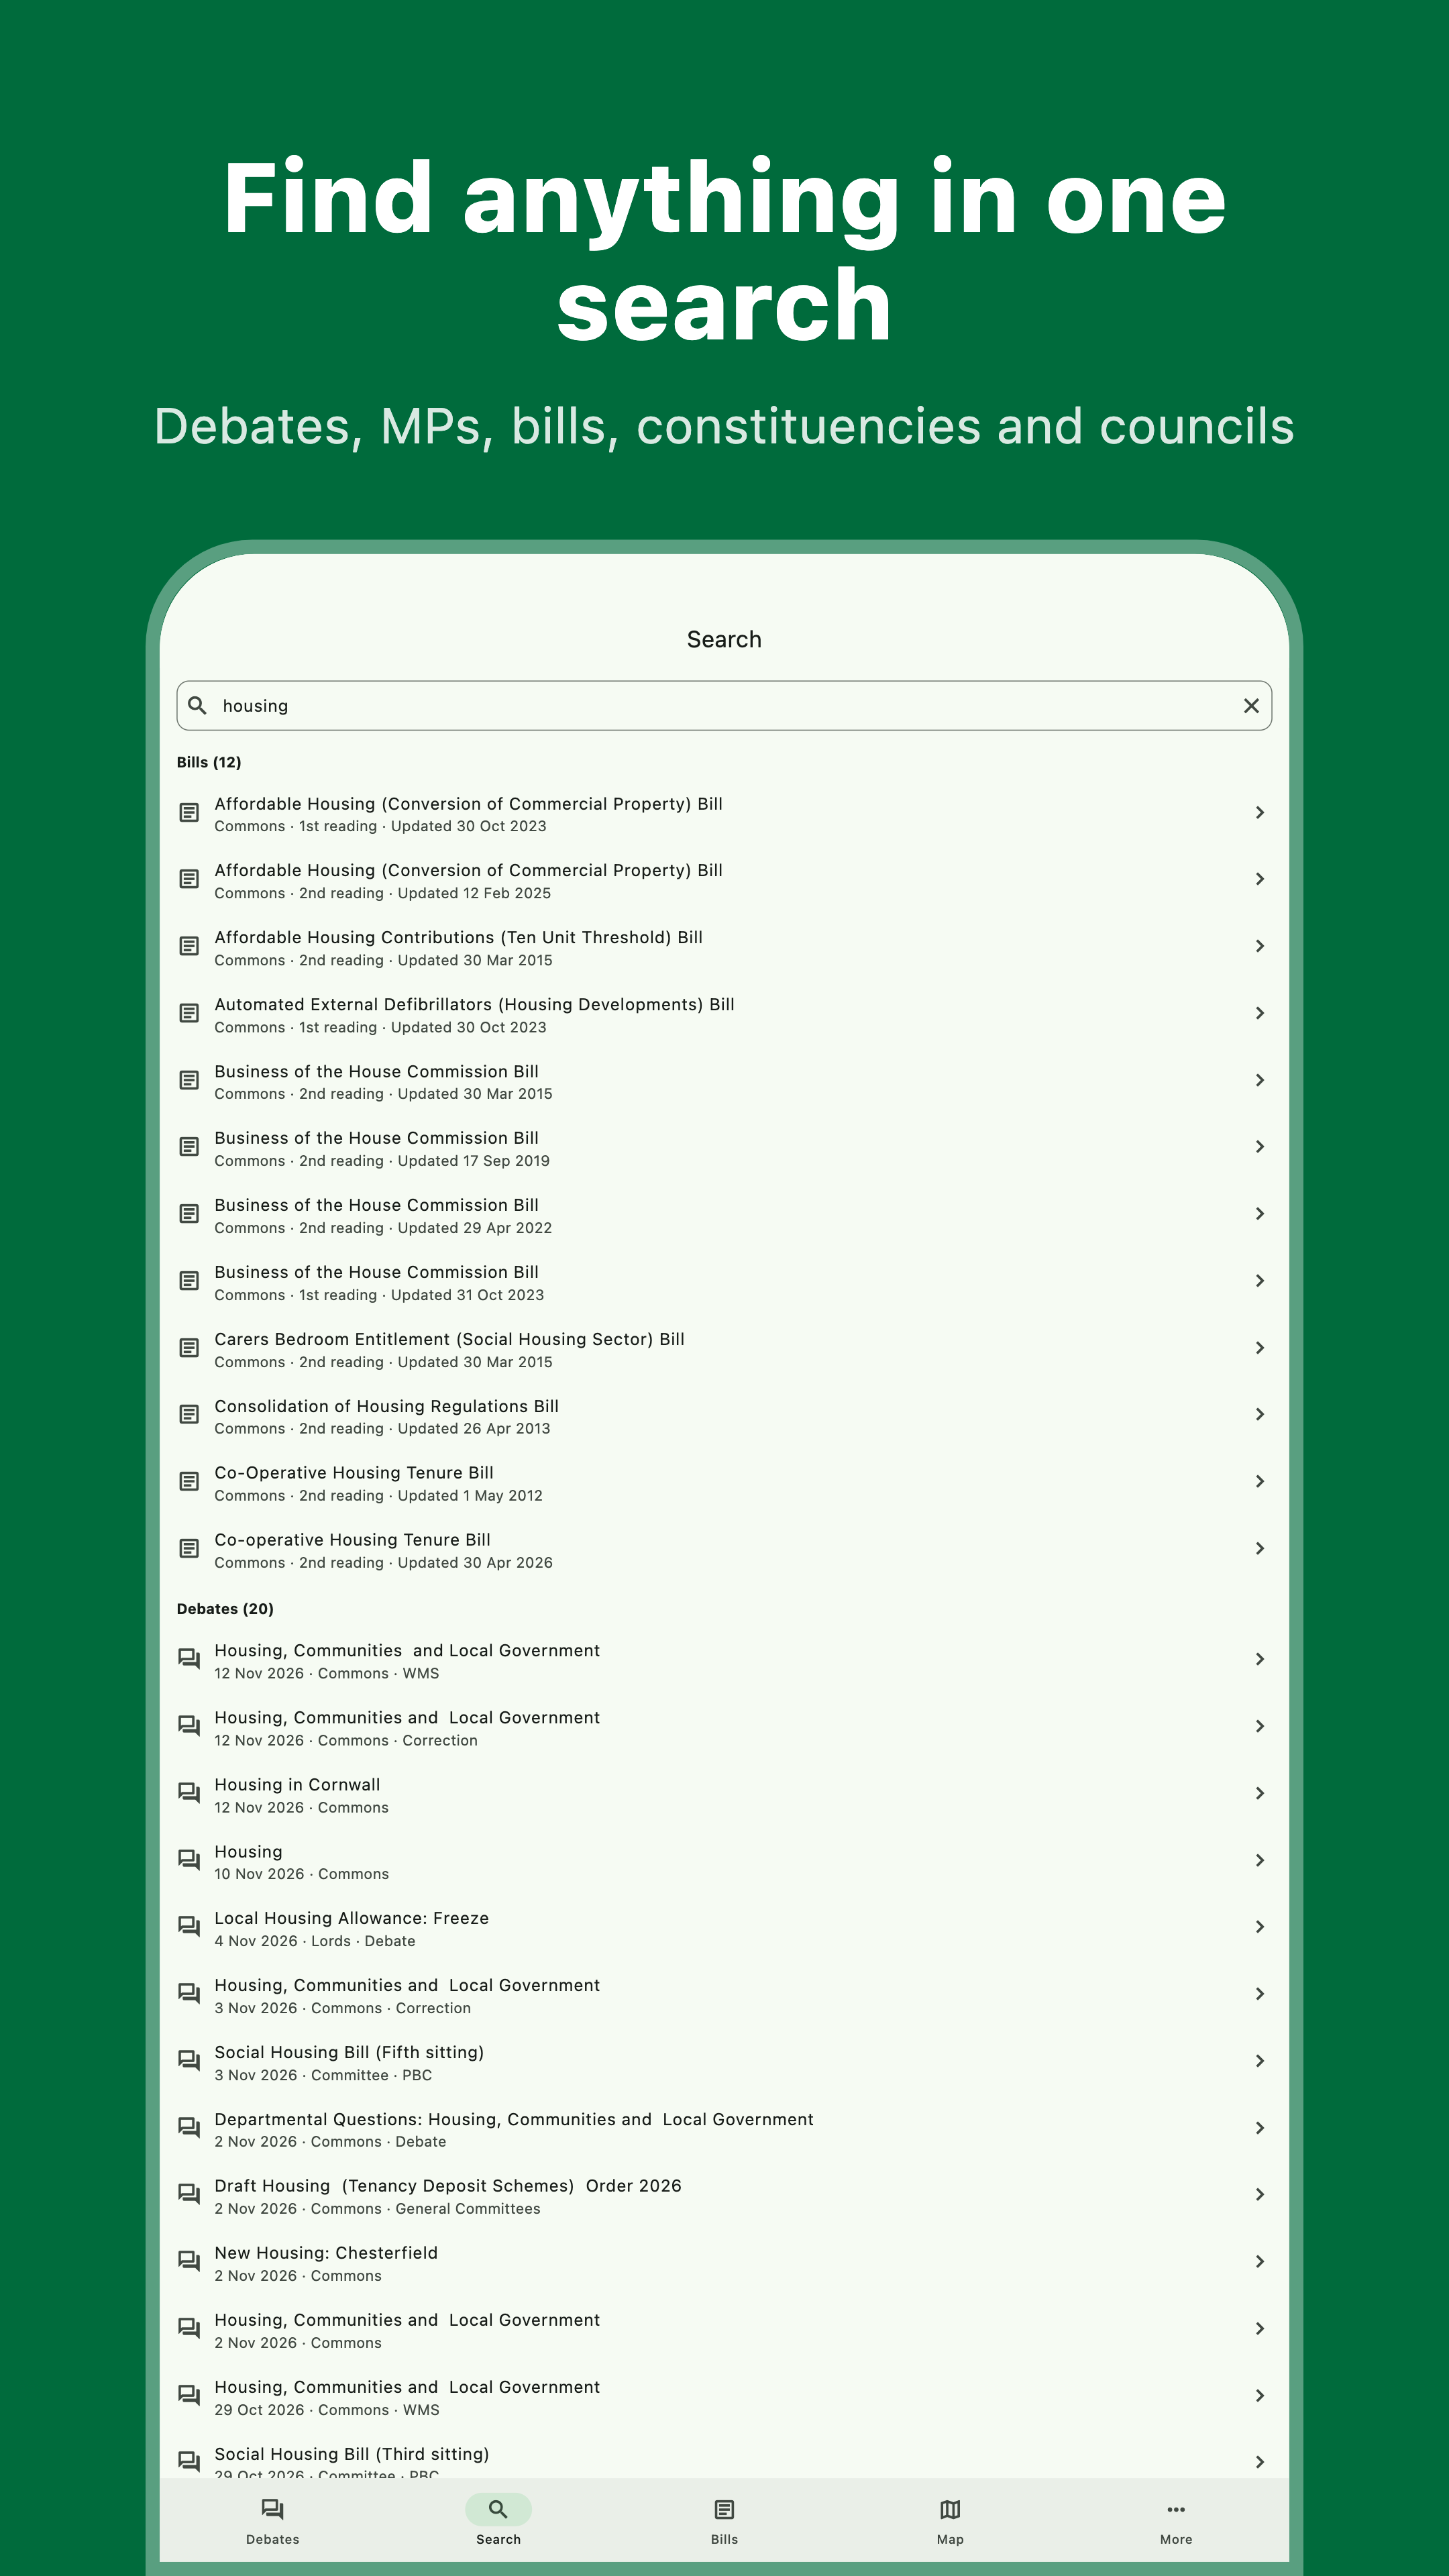 Find anything in one
search
Debates, MPs, bills, constituencies and councils
Search
housing
Bills (12)
Affordable Housing (Conversion of Commercial Property) Bill
Commons · 1st reading · Updated 30 Oct 2023
Affordable Housing (Conversion of Commercial Property) Bill
Commons · 2nd reading · Updated 12 Feb 2025
Affordable Housing Contributions (Ten Unit Threshold) Bill
Commons · 2nd reading · Updated 30 Mar 2015
Automated External Defibrillators (Housing Developments) Bill
Commons · 1st reading · Updated 30 Oct 2023
Business of the House Commission Bill
Commons · 2nd reading · Updated 30 Mar 2015
Business of the House Commission Bill
Commons · 2nd reading · Updated 17 Sep 2019
Business of the House Commission Bill
Commons · 2nd reading · Updated 29 Apr 2022
Business of the House Commission Bill
Commons · 1st reading · Updated 31 Oct 2023
Carers Bedroom Entitlement (Social Housing Sector) Bill
Commons · 2nd reading · Updated 30 Mar 2015
Consolidation of Housing Regulations Bill
Commons · 2nd reading · Updated 26 Apr 2013
Co-Operative Housing Tenure Bill
Commons · 2nd reading · Updated 1 May 2012
Co-operative Housing Tenure Bill
Commons · 2nd reading · Updated 30 Apr 2026
Debates (20)
Housing, Communities  and Local Government
12 Nov 2026 · Commons · WMS
Housing, Communities and  Local Government
12 Nov 2026 · Commons · Correction
Housing in Cornwall
12 Nov 2026 · Commons
Housing
10 Nov 2026 · Commons
Local Housing Allowance: Freeze
4 Nov 2026 · Lords · Debate
Housing, Communities and  Local Government
3 Nov 2026 · Commons · Correction
Social Housing Bill (Fifth sitting)
3 Nov 2026 · Committee · PBC
Departmental Questions: Housing, Communities and  Local Government
2 Nov 2026 · Commons · Debate
Draft Housing  (Tenancy Deposit Schemes)  Order 2026
2 Nov 2026 · Commons · General Committees
New Housing: Chesterfield
2 Nov 2026 · Commons
Housing, Communities and  Local Government
2 Nov 2026 · Commons
Housing, Communities and  Local Government
29 Oct 2026 · Commons · WMS
Social Housing Bill (Third sitting)
29 Oct 2026 · Committee · PBC
Debates
Search
Bills
Map
More